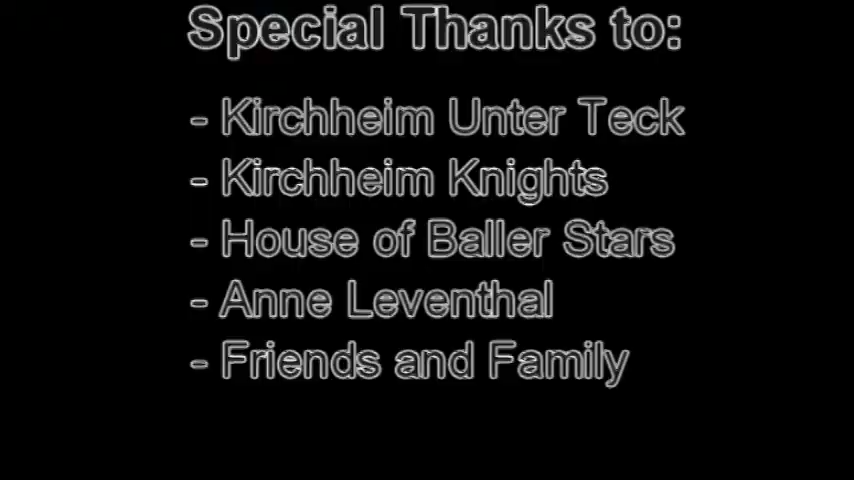 Special Thanks to:
- Kirchheim Unter Teck
- Kirchheim Knights
- House of Baller Stars
- Anne Leventhal
- Friends and Family